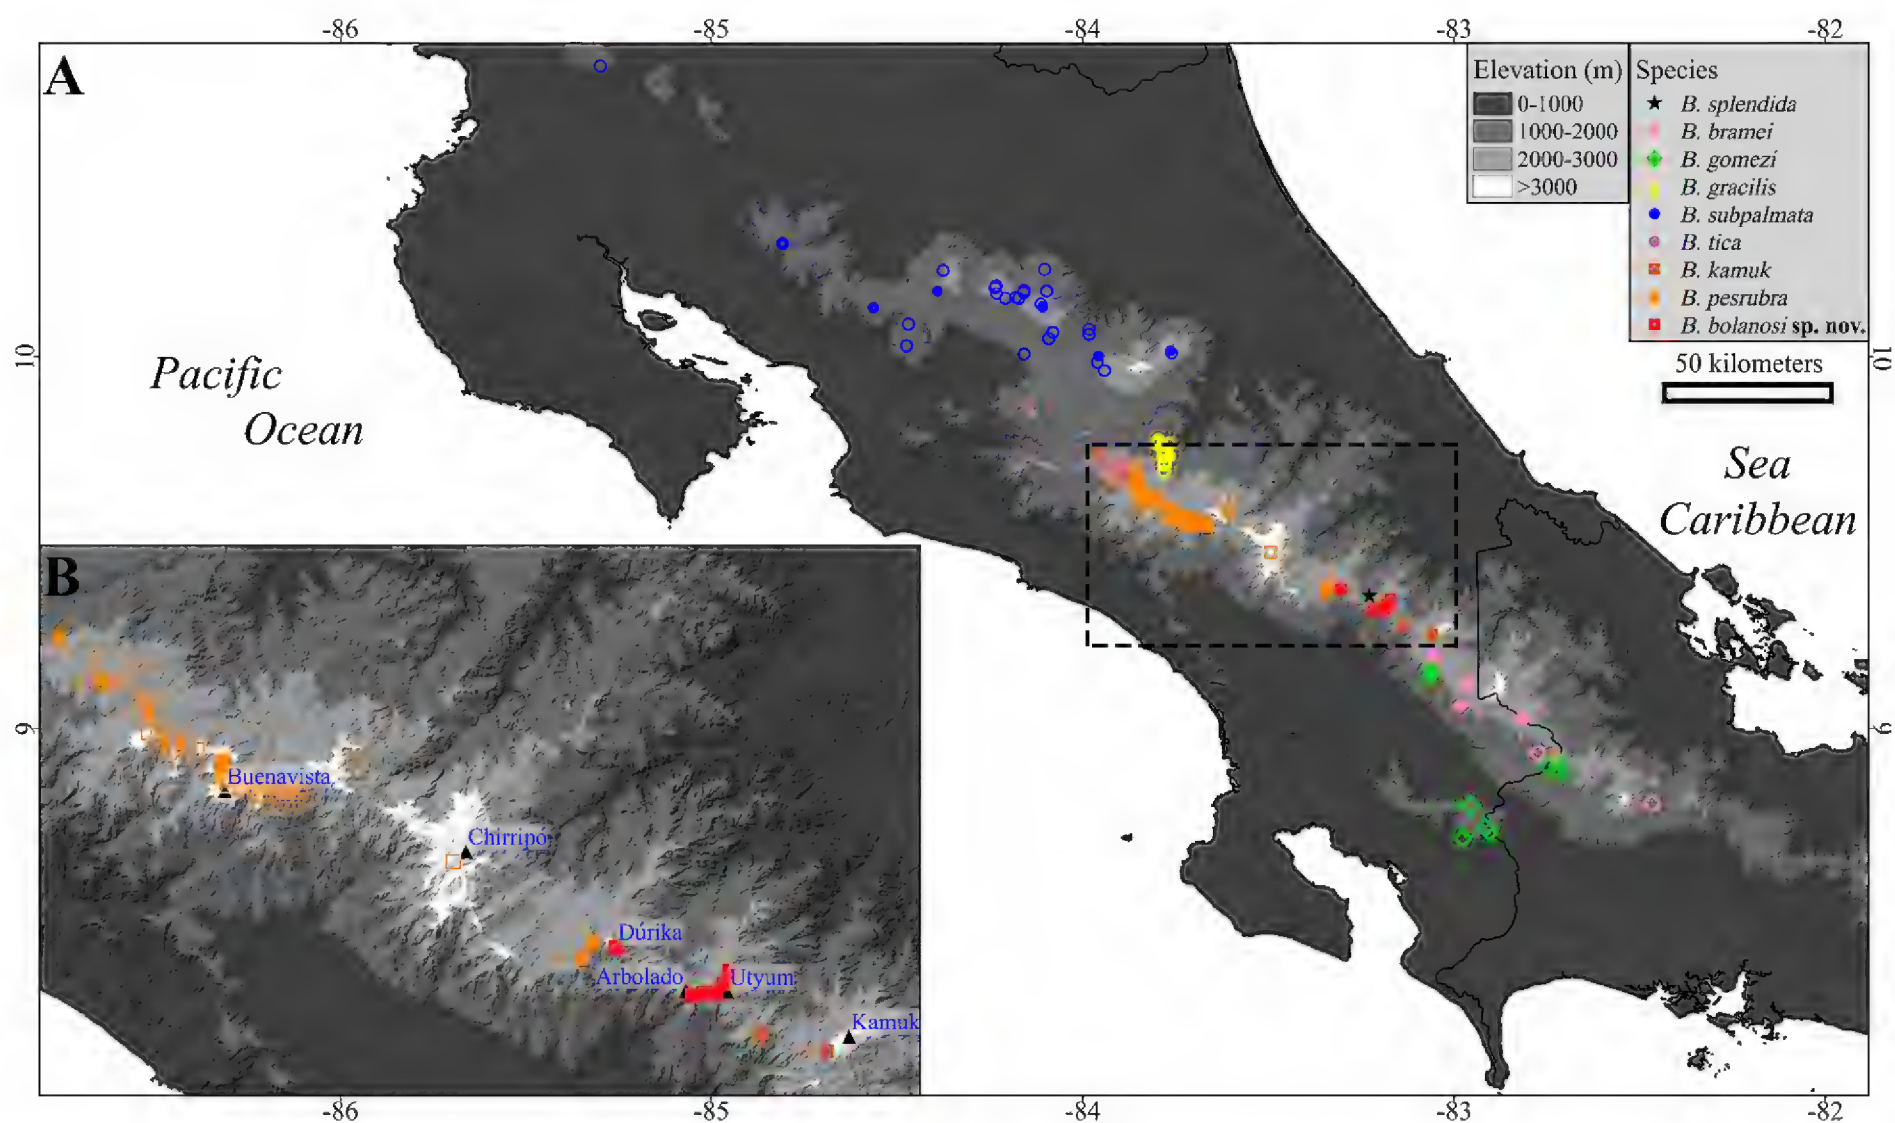 -86 -85 -84 -83 -82
A
Elevation (m)
0-1000
1000-2000
2000-3000
>3000
Species
B. splendida
B. bramei
B. gomezi
B. gracilis
B. subpalmata
B. tica
B. kamuk
B. pesrubra
B. bolanosi sp. nov.
50 kilometers
10
10
Pacific
Ocean
Sea
Caribbean
B
9
9
Buenavista
Chirripó
Dúrika
Arbolado
Utyum
Kamuk
-86 -85 -84 -83 -82